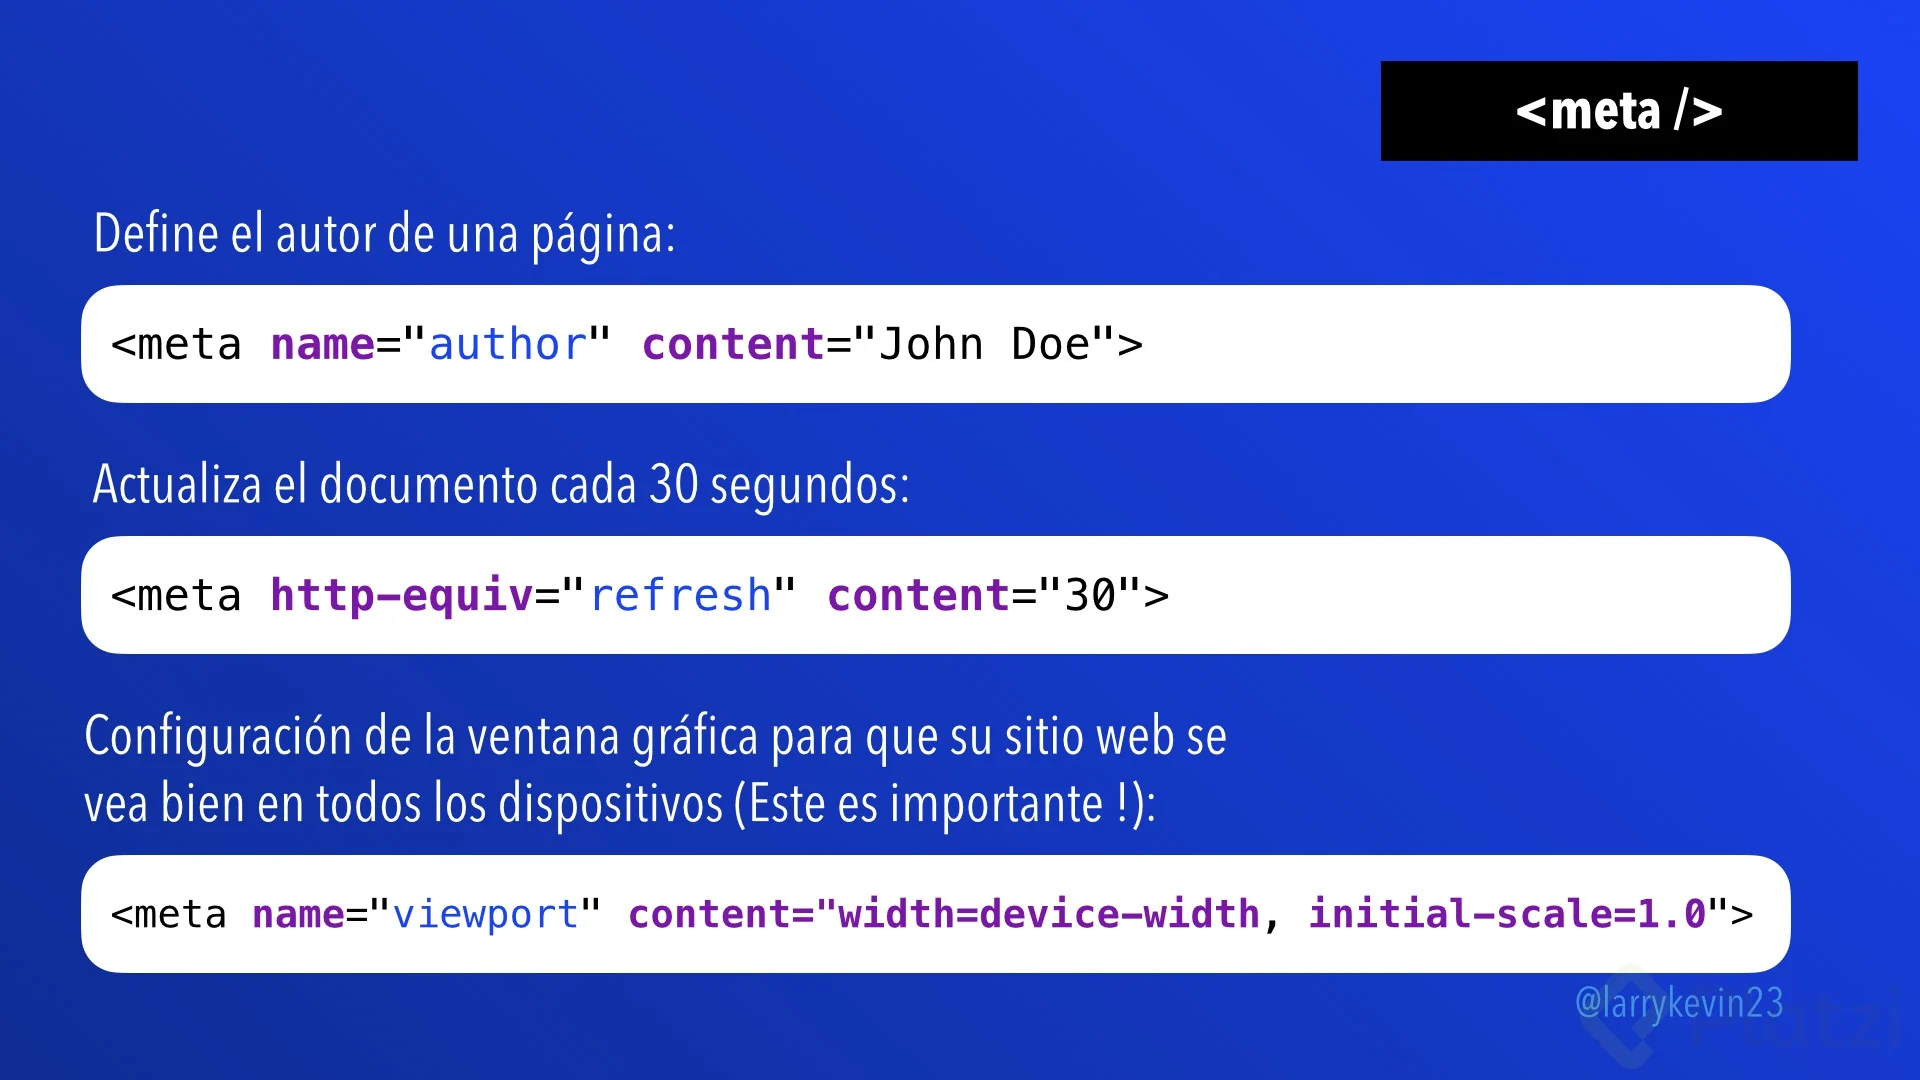 <meta />
Define el autor de una página:
<meta name="author" content="John Doe">
Actualiza el documento cada 30 segundos:
<meta http-equiv="refresh" content="30">
Configuración de la ventana gráfica para que su sitio web se
vea bien en todos los dispositivos (Este es importante !):
<meta name="viewport" content="width=device-width, initial-scale=1.0">
@larrykevin23
Platzi